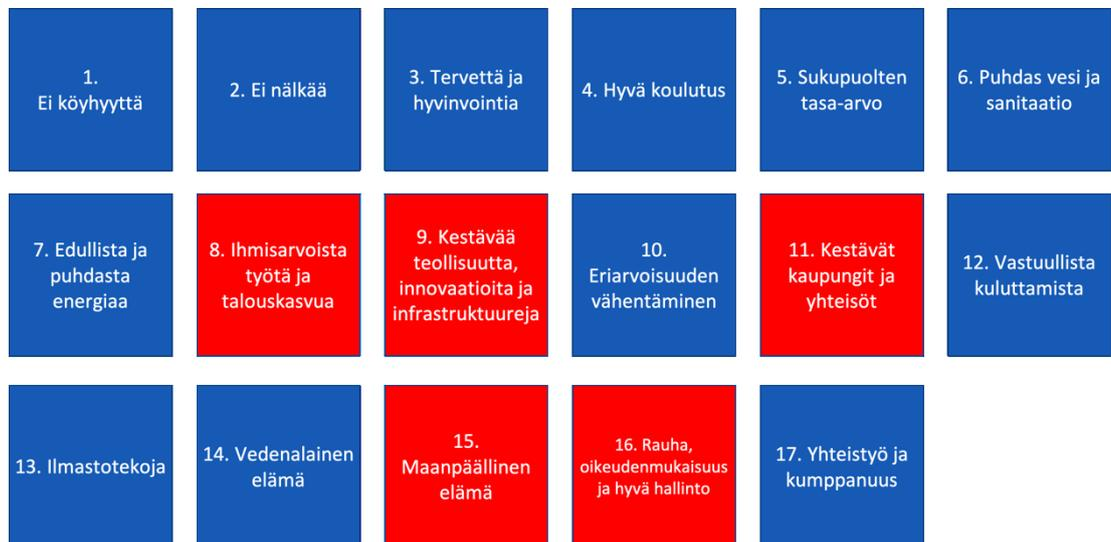 1.
Ei köyhyyttä
2. Ei nälkää
3. Tervettä ja
hyvinvointia
4. Hyvä koulutus
5. Sukupuolten
tasa-arvo
6. Puhdas vesi ja
sanitaatio
7. Edullista ja
puhdasta
energiaa
8. Ihmisarvoista
työtä ja
talouskasvua
9. Kestävää
teollisuutta,
innovaatioita ja
infrastruktuureja
10.
Eriarvoisuuden
vähentäminen
11. Kestävät
kaupungit ja
yhteisöt
12. Vastuullista
kuluttamista
13. Ilmastotekoja
14. Vedenalainen
elämä
15.
Maanpäällinen
elämä
16. Rauha,
oikeudenmukaisuus
ja hyvä hallinto
17. Yhteistyö ja
kumppanuus